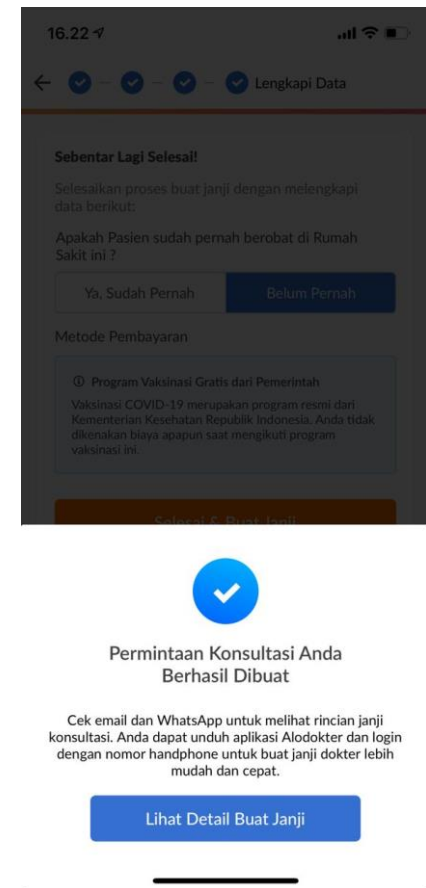 16.22
Lengkapi Data
Sebentar Lagi Selesai!
Selesaikan proses buat janji dengan melengkapi
data berikut:
Apakah Pasien sudah pernah berobat di Rumah
Sakit ini ?
Ya, Sudah Pernah Belum Pernah
Metode Pembayaran
Program Vaksinasi Gratis dari Pemerintah
Vaksinasi COVID-19 merupakan program resmi dari
Kementerian Kesehatan Republik Indonesia. Anda tidak
dikenakan biaya apapun saat mengikuti program
vaksinasi ini.
Selesai & Buat Janji
Permintaan Konsultasi Anda
Berhasil Dibuat
Cek email dan WhatsApp untuk melihat rincian janji
konsultasi. Anda dapat unduh aplikasi Alodokter dan login
dengan nomor handphone untuk buat janji dokter lebih
mudah dan cepat.
Lihat Detail Buat Janji